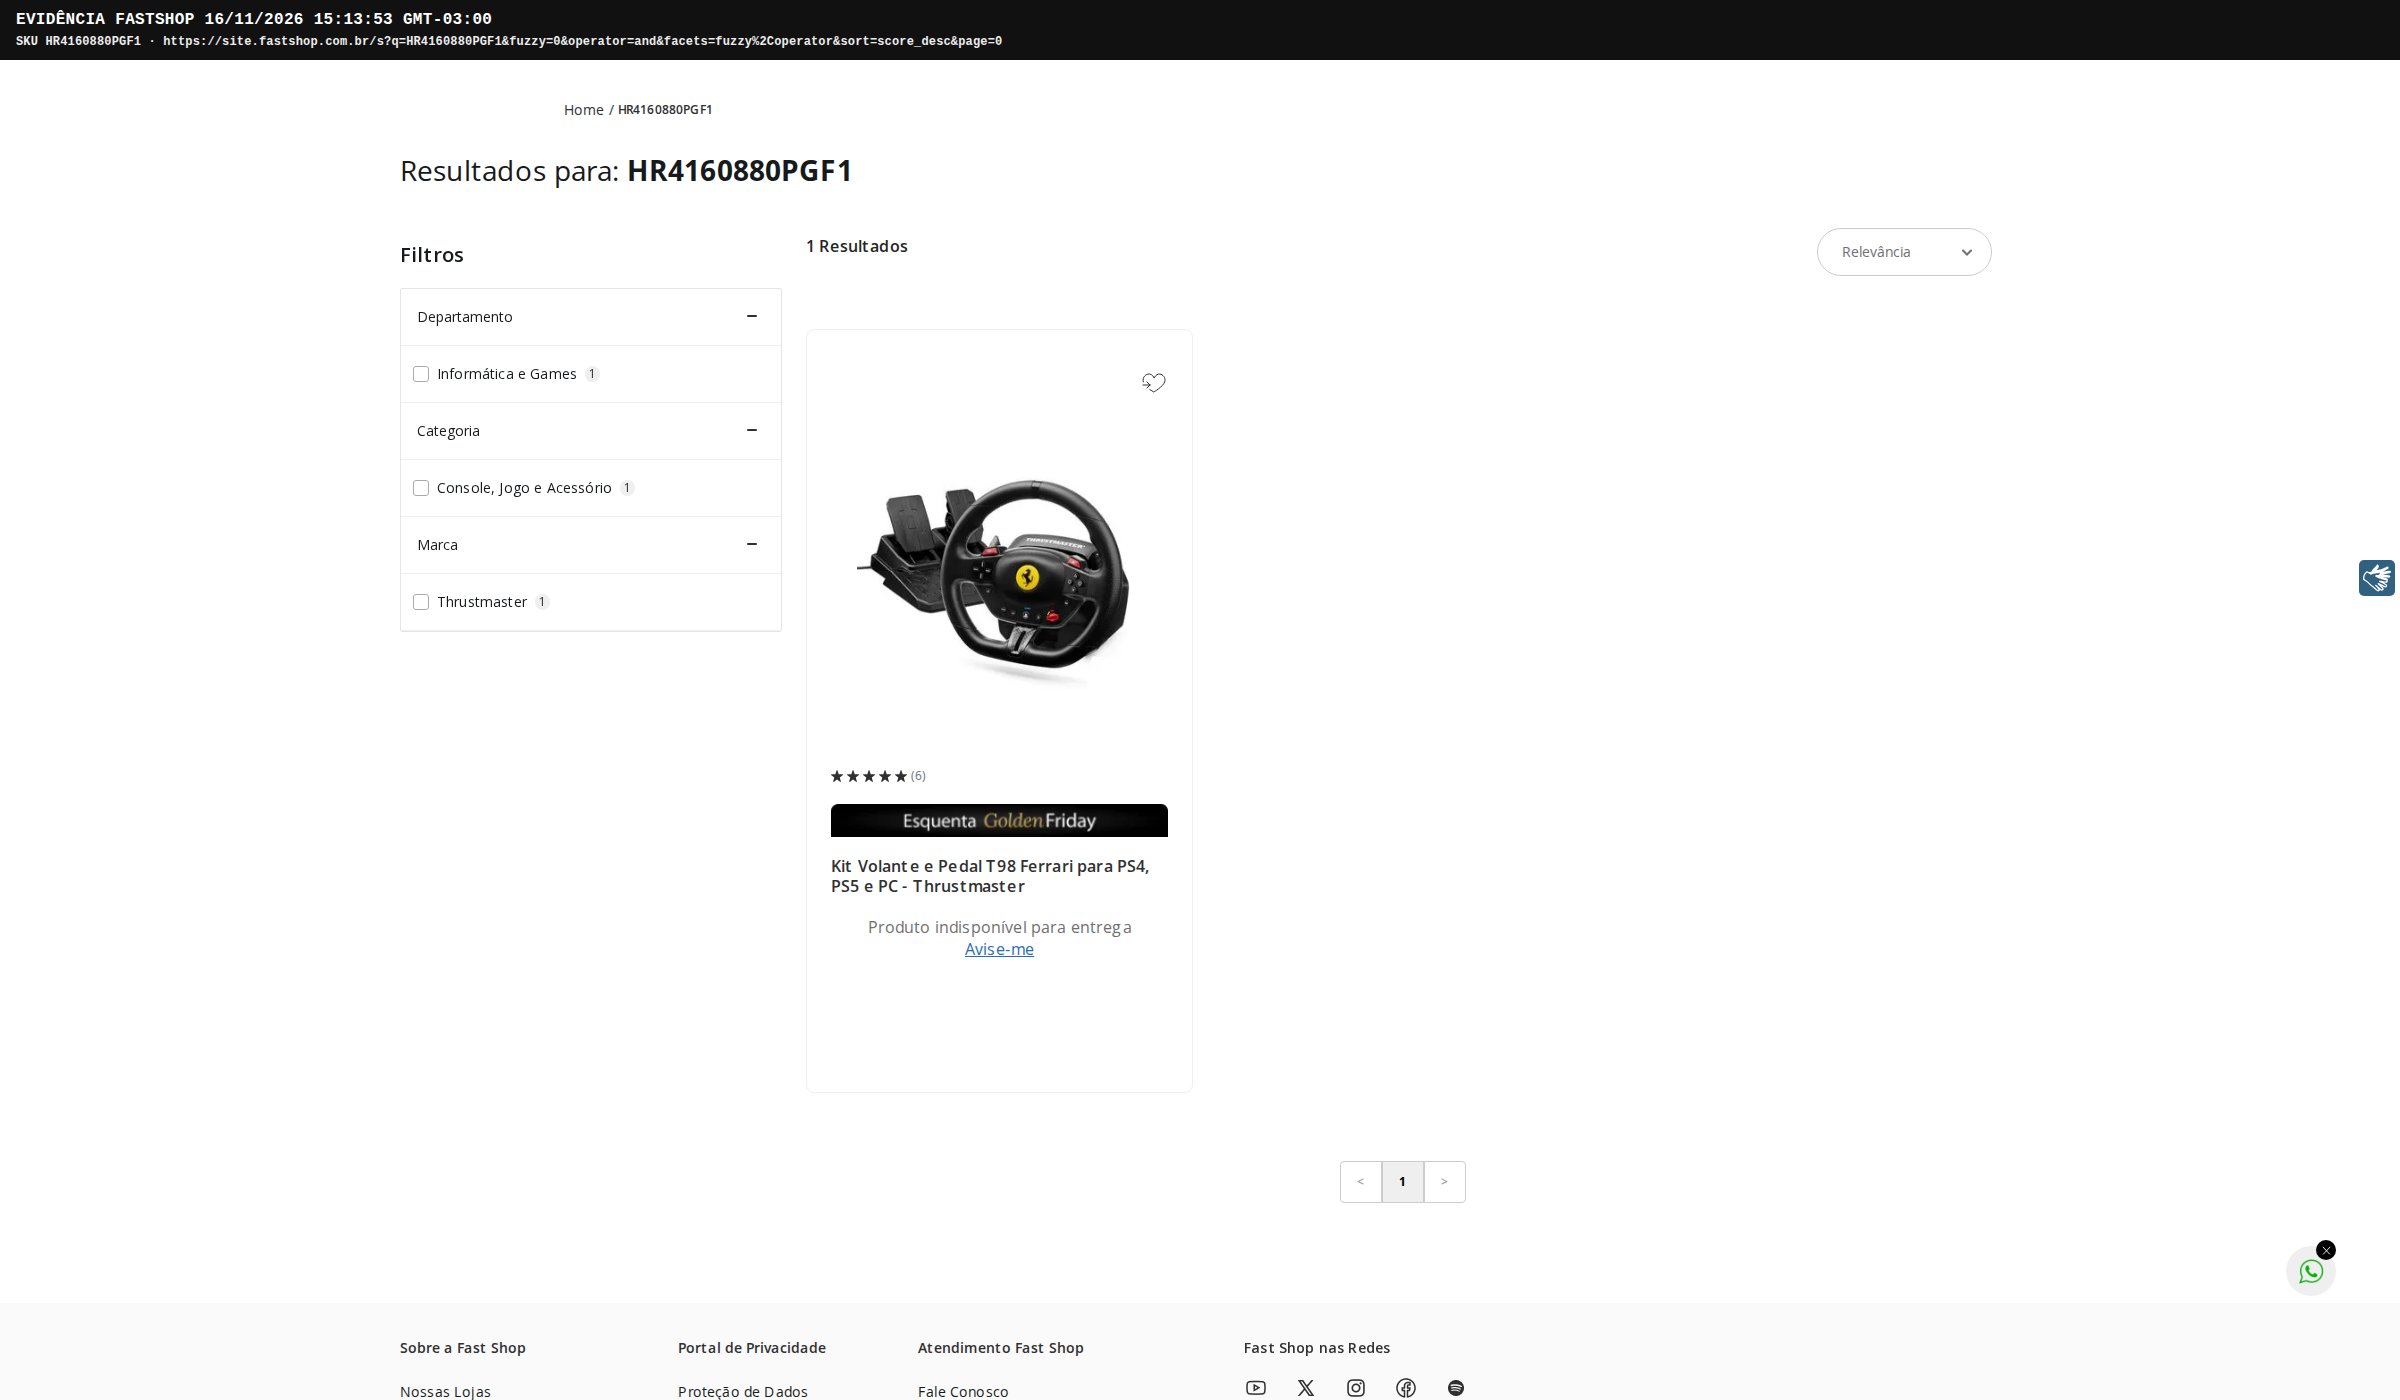 EVIDÊNCIA FASTSHOP 16/11/2026 15:13:53 GMT-03:00
SKU HR4160880PGF1 · https://site.fastshop.com.br/s?q=HR4160880PGF1&fuzzy=0&operator=and&facets=fuzzy%2Coperator&sort=score_desc&page=0
Home / HR4160880PGF1
Resultados para: HR4160880PGF1
Filtros
1 Resultados
Relevância
Departamento
Informática e Games 1
Categoria
Console, Jogo e Acessório 1
Marca
Thrustmaster 1
THRUSTMASTER
(6)
Esquenta Golden Friday
Kit Volante e Pedal T98 Ferrari para PS4,
PS5 e PC - Thrustmaster
Produto indisponível para entrega
Avise-me
< 1 >
Sobre a Fast Shop
Portal de Privacidade
Atendimento Fast Shop
Fast Shop nas Redes
Nossas Lojas
Proteção de Dados
Fale Conosco